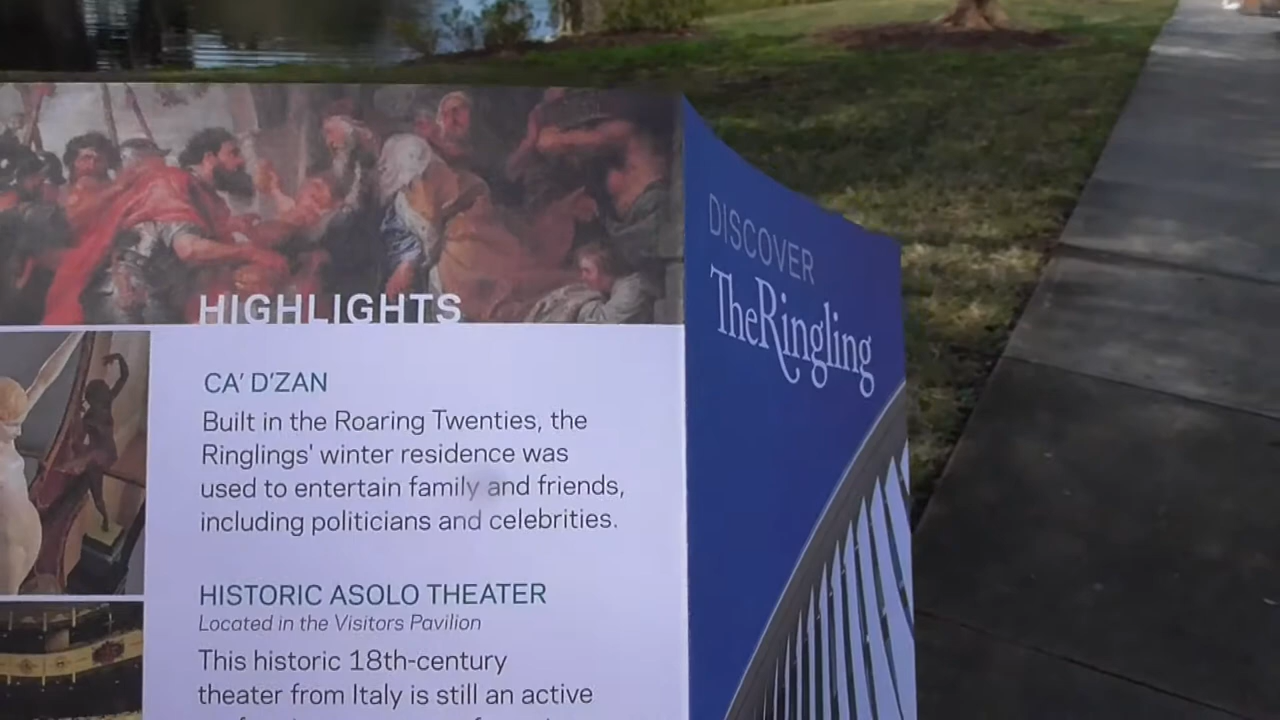 HIGHLIGHTS
CA' D'ZAN
Built in the Roaring Twenties, the
Ringlings' winter residence was
used to entertain family and friends,
including politicians and celebrities.
HISTORIC ASOLO THEATER
Located in the Visitors Pavilion
This historic 18th-century
theater from Italy is still an active
DISCOVER
TheRingling